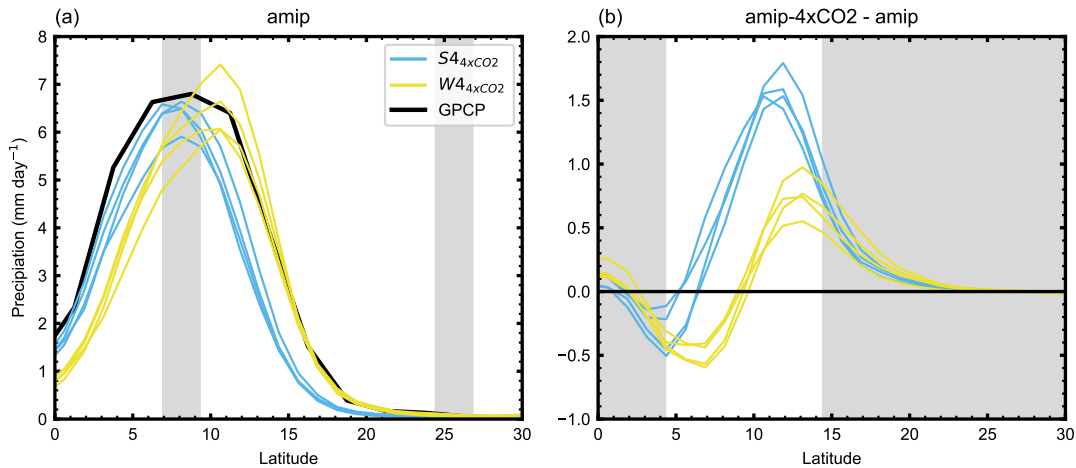 (a) amip
8
7
6
5
4
3
2
1
0
Precipiation (mm day−1)
S44xCO2
W44xCO2
GPCP
0 5 10 15 20 25 30
Latitude
(b) amip-4xCO2 - amip
2.0
1.5
1.0
0.5
0.0
−0.5
−1.0
0 5 10 15 20 25 30
Latitude